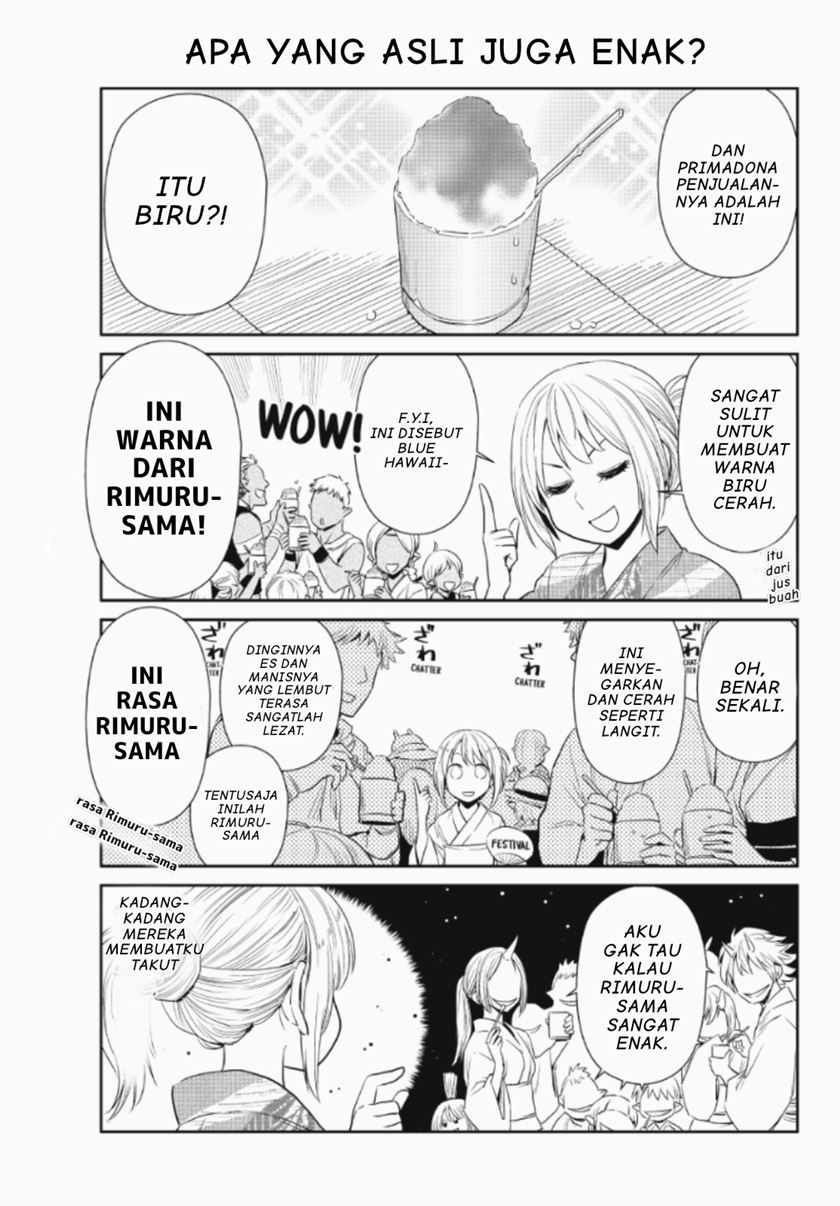 APA YANG ASLI JUGA ENAK?
DAN
PRIMADONA
PENJUALAN-
NYA ADALAH
INI!
ITU
BIRU?!
SANGAT
SULIT
UNTUK
MEMBUAT
WARNA
BIRU
CERAH.
itu
dari
jus
buah
F.Y.I,
INI DISEBUT
BLUE
HAWAII-
WOW!
INI
WARNA
DARI
RIMURU-
SAMA!
OH,
BENAR
SEKALI.
ざわ
CHATTER
INI
MENYE-
GARKAN
DAN CERAH
SEPERTI
LANGIT.
ざわ
CHATTER
ざわ
CHATTER
DINGINNYA
ES DAN
MANISNYA
YANG LEMBUT
TERASA
SANGATLAH
LEZAT.
ざわ
CHAT-
TER
TENTUSAJA
INILAH
RIMURU-
SAMA
FESTIVAL
INI
RASA
RIMURU-
SAMA
rasa Rimuru-sama
rasa Rimuru-sama
AKU
GAK TAU
KALAU
RIMURU-
SAMA
SANGAT
ENAK.
KADANG-
KADANG
MEREKA
MEMBUATKU
TAKUT